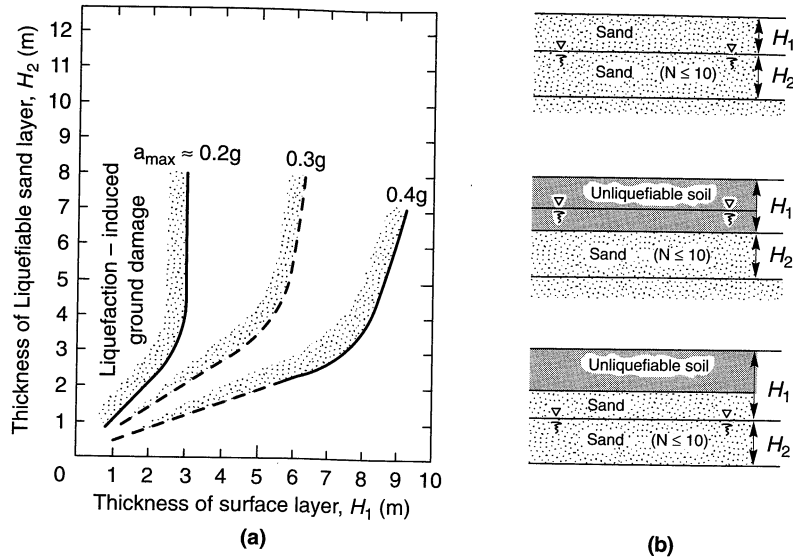 Thickness of Liquefiable sand layer, H₂ (m)
12
11
10
9
8
7
6
5
4
3
2
1
0
1 2 3 4 5 6 7 8 9 10
Thickness of surface layer, H₁ (m)
a_max ≈ 0.2g
0.3g
0.4g
Liquefaction – induced
ground damage
(a)
Sand
H₁
Sand (N ≤ 10)
H₂
Unliquefiable soil
H₁
Sand (N ≤ 10)
H₂
Unliquefiable soil
H₁
Sand
Sand (N ≤ 10)
H₂
(b)